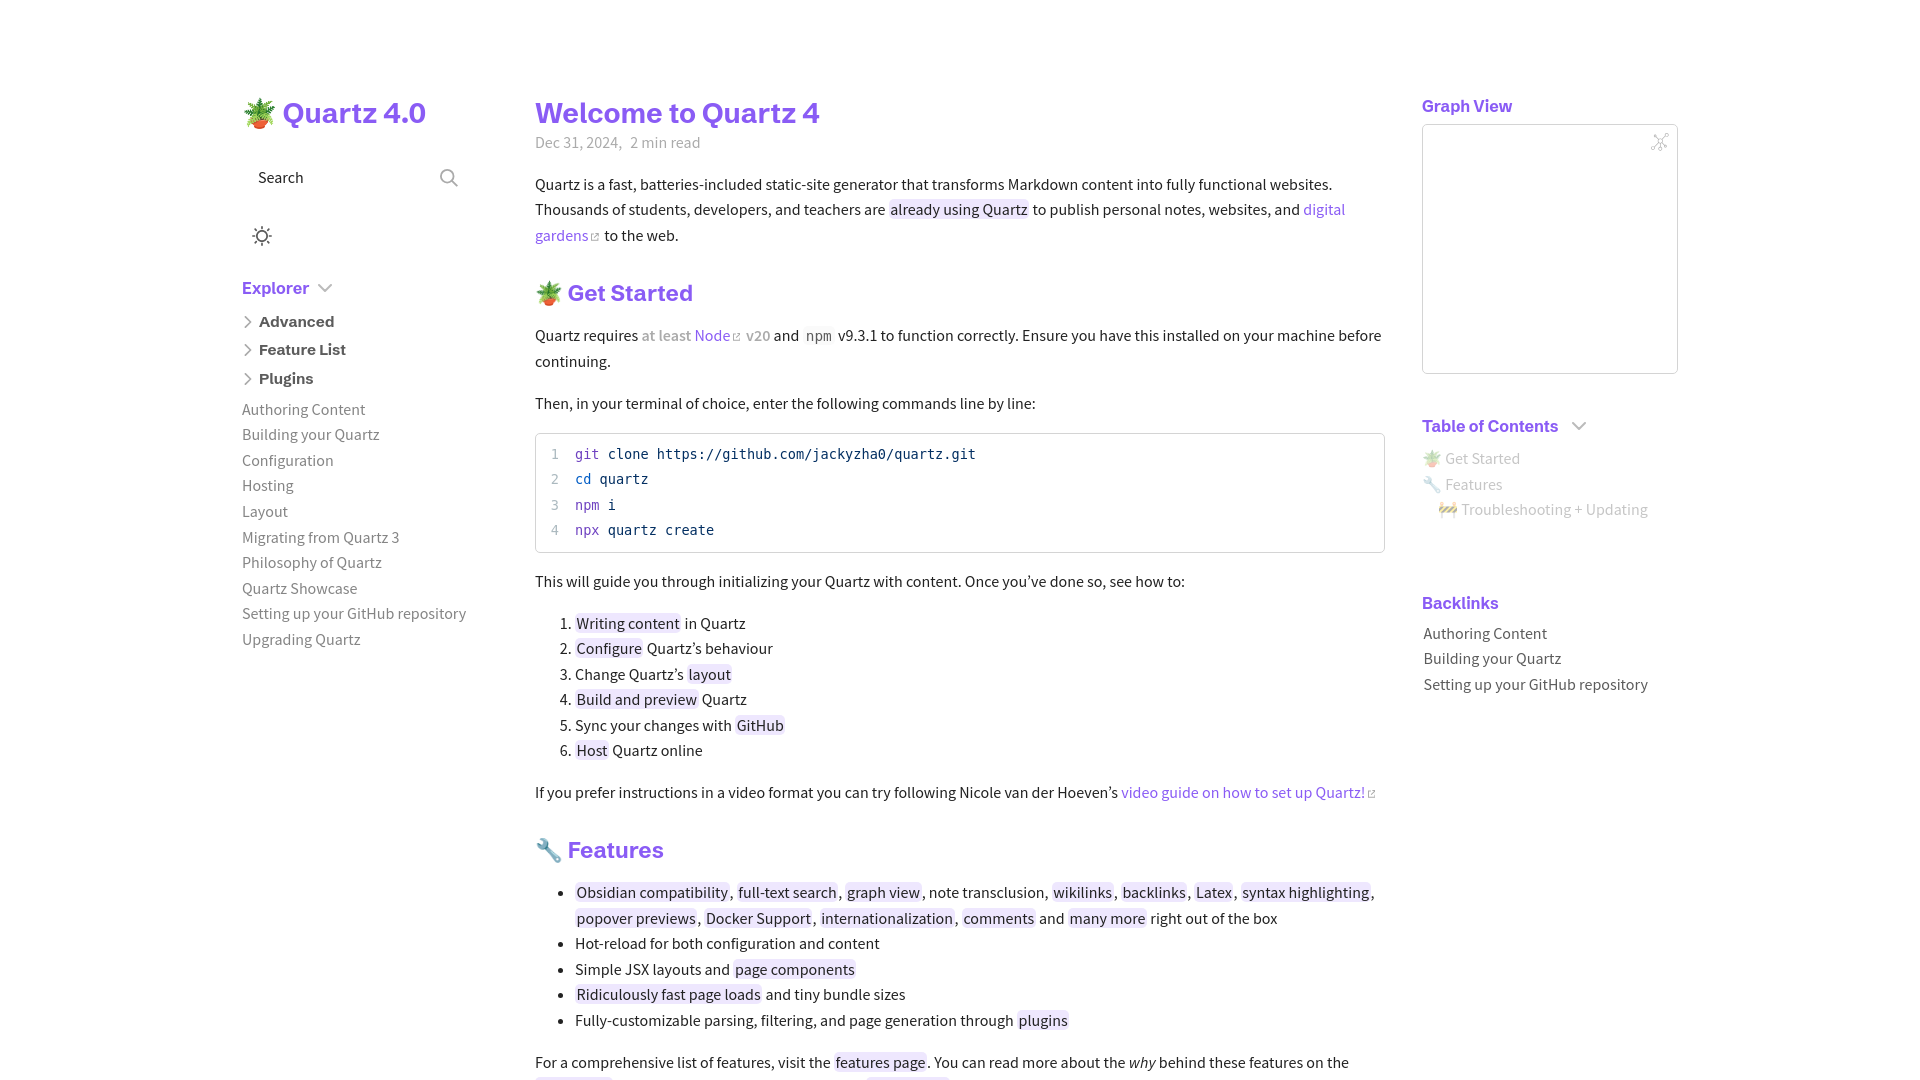 🪴 Quartz 4.0
Search
Explorer
Advanced
Feature List
Plugins
Authoring Content
Building your Quartz
Configuration
Hosting
Layout
Migrating from Quartz 3
Philosophy of Quartz
Quartz Showcase
Setting up your GitHub repository
Upgrading Quartz
Welcome to Quartz 4
Dec 31, 2024, 2 min read
Quartz is a fast, batteries-included static-site generator that transforms Markdown content into fully functional websites.
Thousands of students, developers, and teachers are already using Quartz to publish personal notes, websites, and digital
gardens to the web.
🪴 Get Started
Quartz requires at least Node v20 and npm v9.3.1 to function correctly. Ensure you have this installed on your machine before
continuing.
Then, in your terminal of choice, enter the following commands line by line:
1 git clone https://github.com/jackyzha0/quartz.git
2 cd quartz
3 npm i
4 npx quartz create
This will guide you through initializing your Quartz with content. Once you’ve done so, see how to:
1. Writing content in Quartz
2. Configure Quartz’s behaviour
3. Change Quartz’s layout
4. Build and preview Quartz
5. Sync your changes with GitHub
6. Host Quartz online
If you prefer instructions in a video format you can try following Nicole van der Hoeven’s video guide on how to set up Quartz!
🔧 Features
• Obsidian compatibility, full-text search, graph view, note transclusion, wikilinks, backlinks, Latex, syntax highlighting,
popover previews, Docker Support, internationalization, comments and many more right out of the box
• Hot-reload for both configuration and content
• Simple JSX layouts and page components
• Ridiculously fast page loads and tiny bundle sizes
• Fully-customizable parsing, filtering, and page generation through plugins
For a comprehensive list of features, visit the features page. You can read more about the why behind these features on the
Graph View
Table of Contents
🪴 Get Started
🔧 Features
🚧 Troubleshooting + Updating
Backlinks
Authoring Content
Building your Quartz
Setting up your GitHub repository